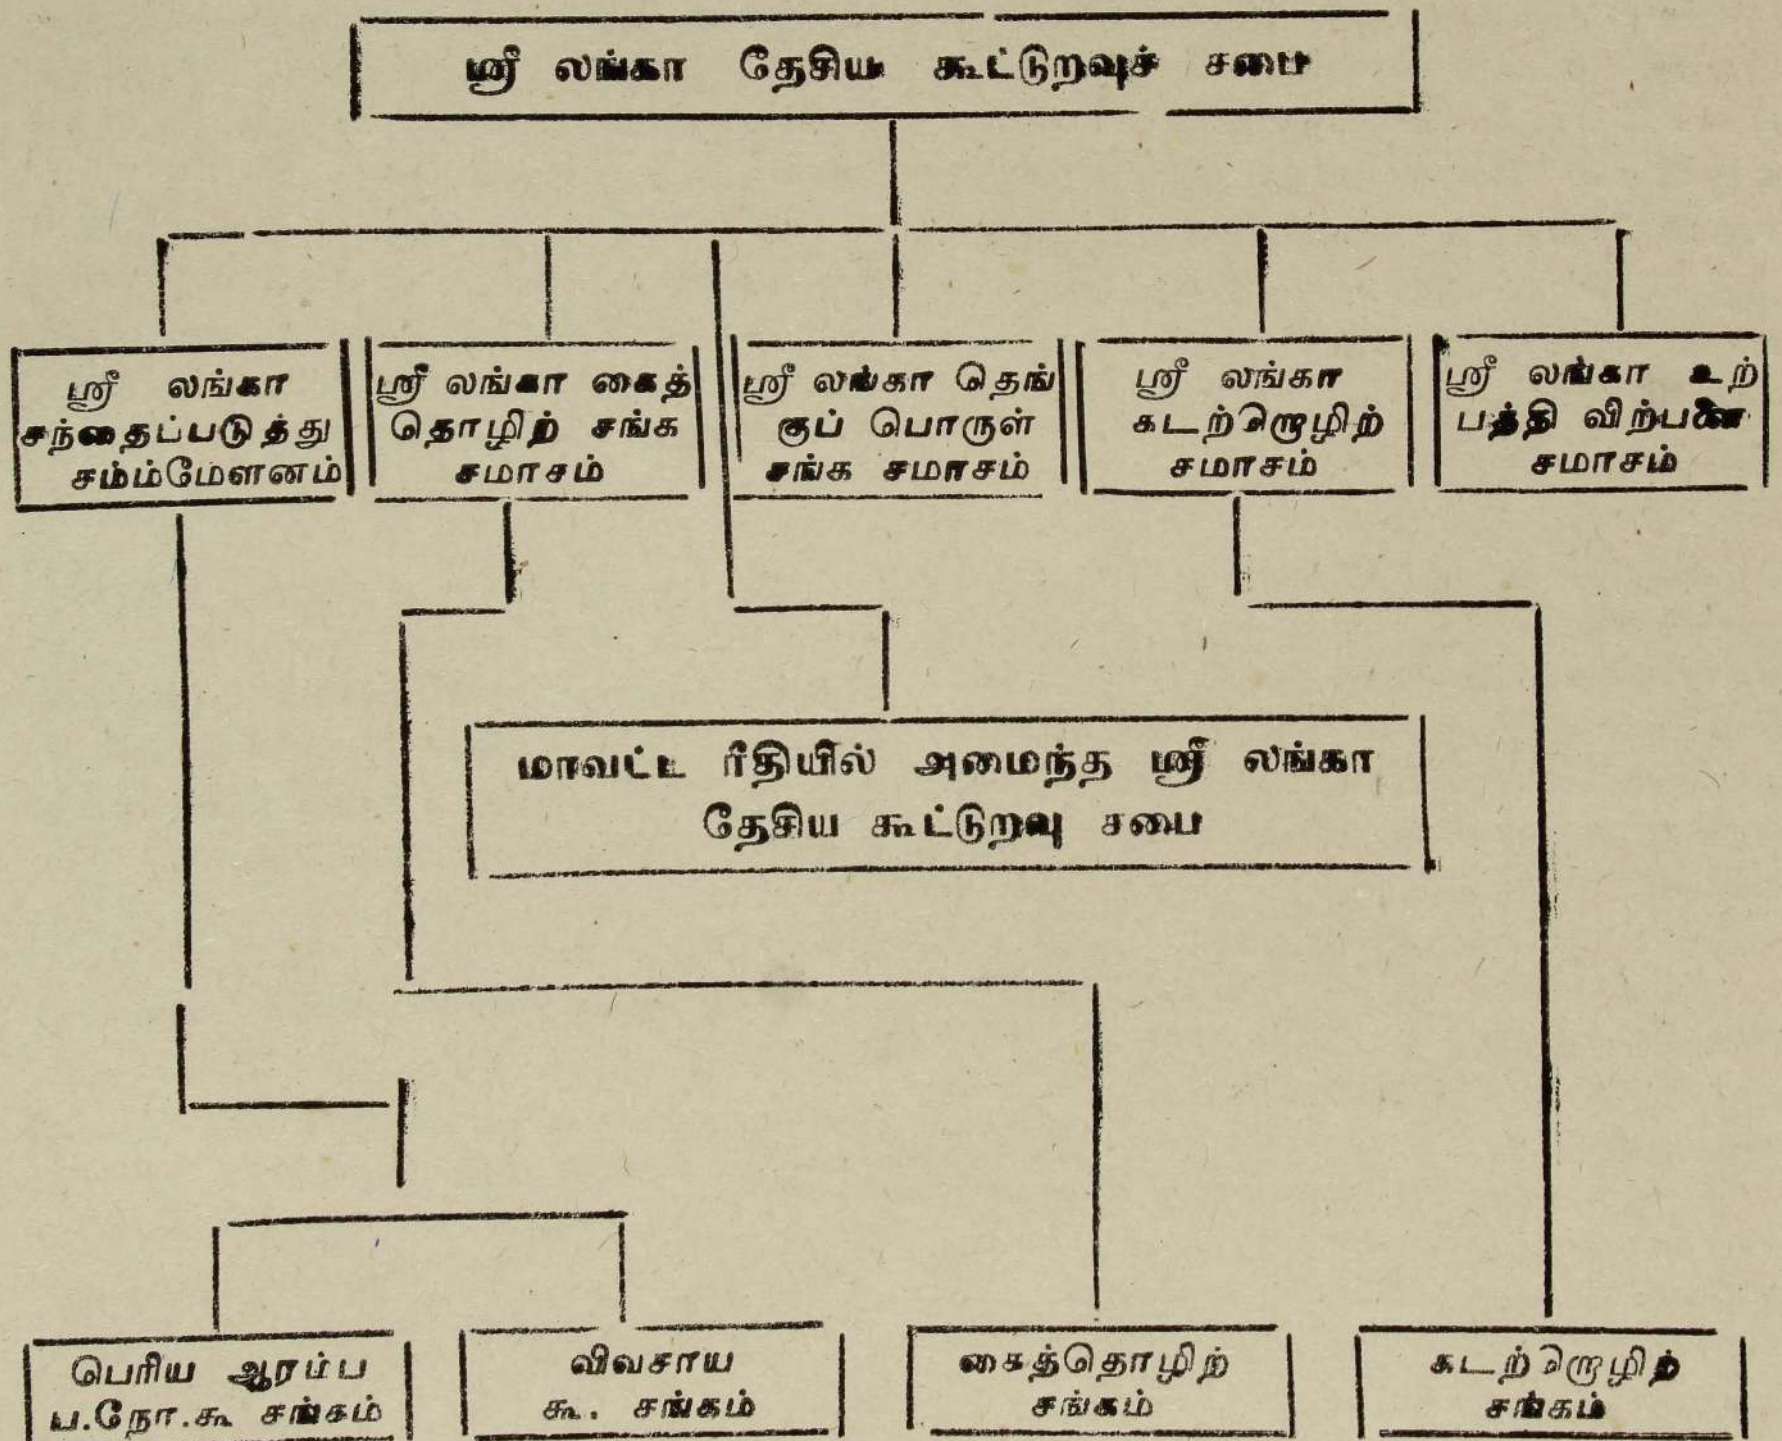 ஸ்ரீ லங்கா தேசிய கூட்டுறவுச் சபை
ஸ்ரீ லங்கா
சந்தைப்படுத்து
சம்ம்மேளனம்
ஸ்ரீ லங்கா கைத்
தொழிற் சங்க
சமாசம்
ஸ்ரீ லங்கா தெங்
குப் பொருள்
சங்க சமாசம்
ஸ்ரீ லங்கா
கடற்றொழிற்
சமாசம்
ஸ்ரீ லங்கா உற்
பத்தி விற்பனை
சமாசம்
மாவட்ட ரீதியில் அமைந்த ஸ்ரீ லங்கா
தேசிய கூட்டுறவு சபை
பெரிய ஆரம்ப
ப.நோ.கூ சங்கம்
விவசாய
கூ. சங்கம்
கைத்தொழிற்
சங்கம்
கடற்றொழிற்
சங்கம்